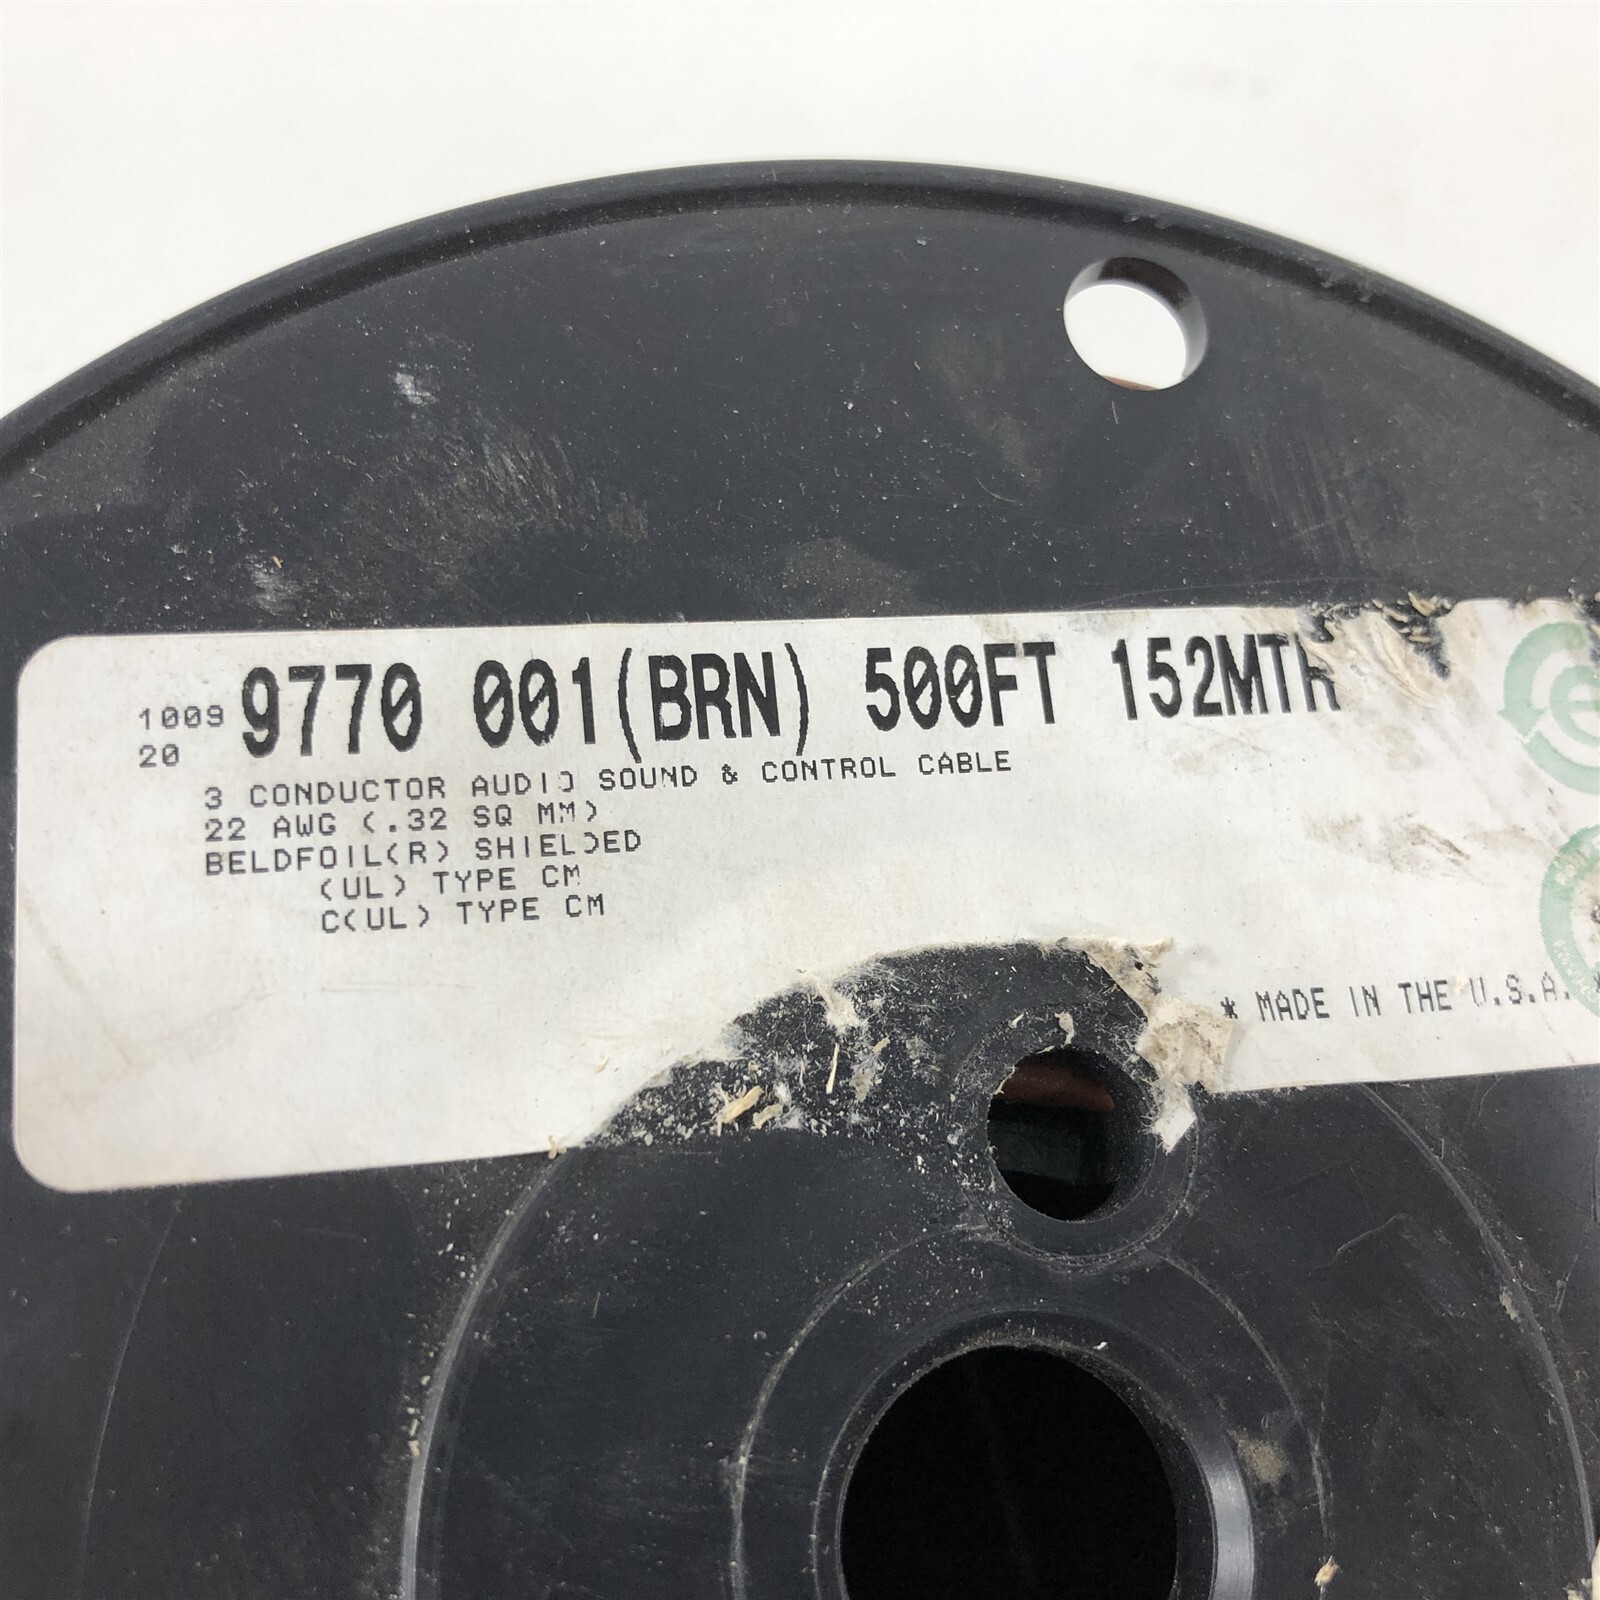 1009
20
9770 001(BRN) 500FT 152MTR
3 CONDUCTOR AUDIO SOUND & CONTROL CABLE
22 AWG (.32 SQ MM)
BELDFOIL(R) SHIELDED
(UL) TYPE CM
C(UL) TYPE CM
* MADE IN THE U.S.A. *
e